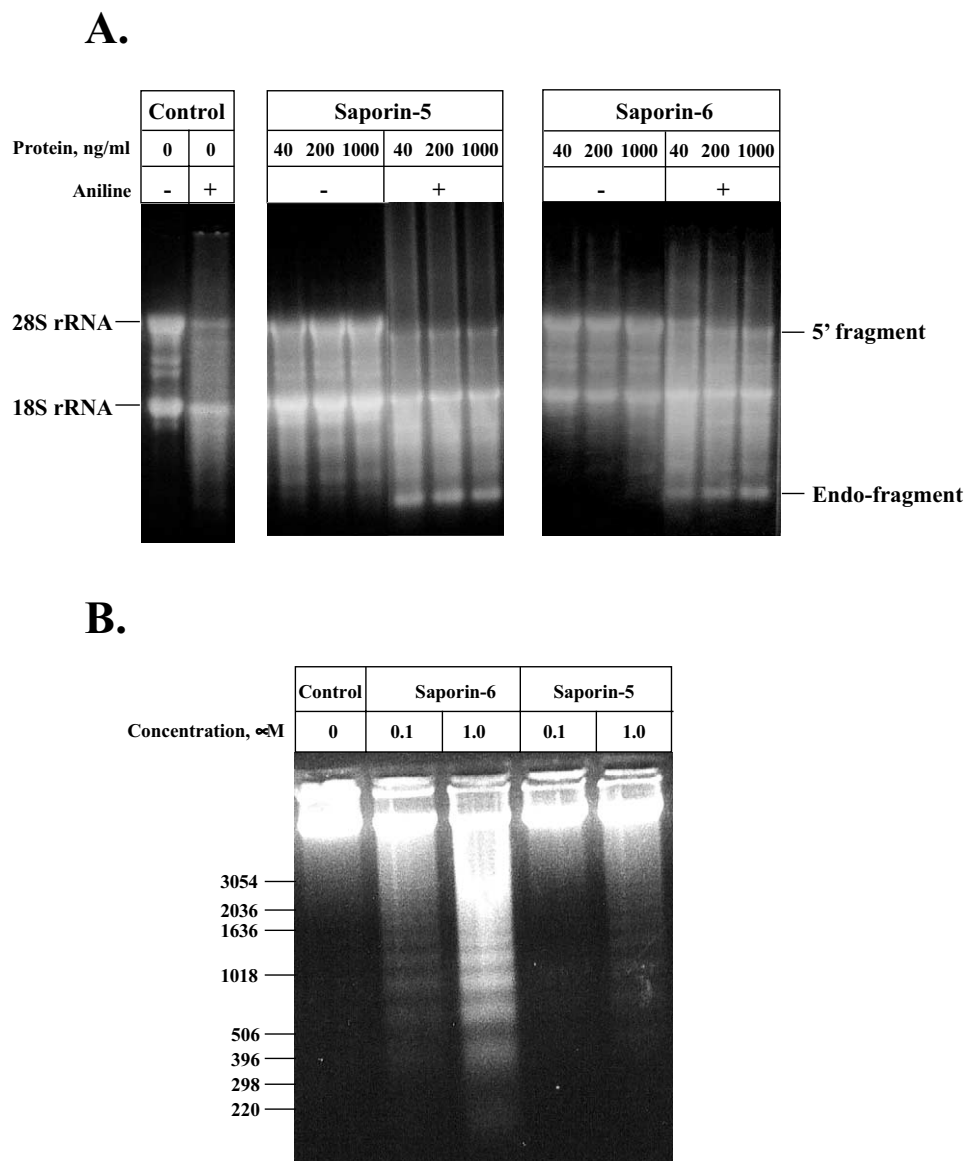 A.
Control Saporin-5 Saporin-6
Protein, ng/ml 0 0 40 200 1000 40 200 1000 40 200 1000 40 200 1000
Aniline - + - + - +
28S rRNA
5’ fragment
18S rRNA
Endo-fragment
B.
Control Saporin-6 Saporin-5
Concentration, ∝M 0 0.1 1.0 0.1 1.0
3054
2036
1636
1018
506
396
298
220